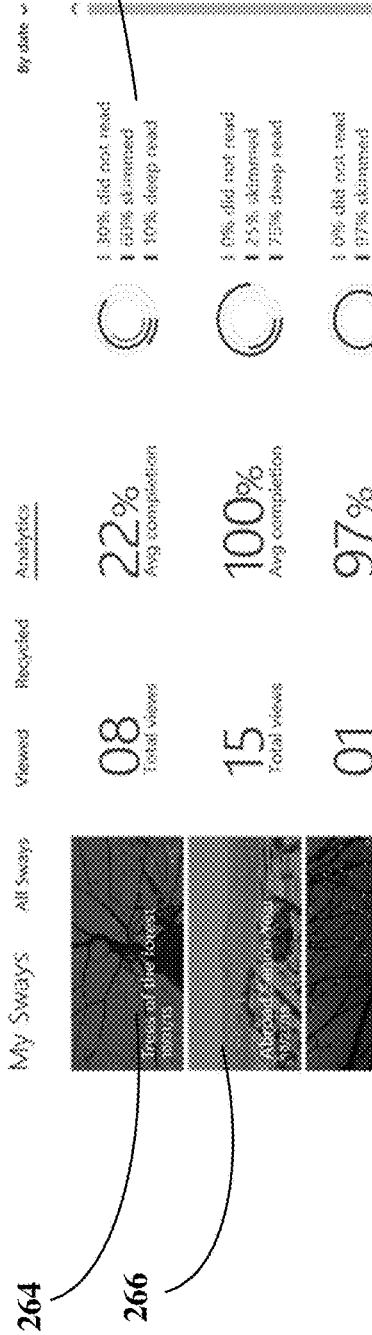 My Sways All Sways Viewed Recycled Analytics By date
264
08
Total views
22%
Avg completion
30% did not read
60% skimmed
10% deep read
Trees of the forest
266
15
Total views
100%
Avg completion
0% did not read
25% skimmed
75% deep read
01
97%
0% did not read
97% skimmed